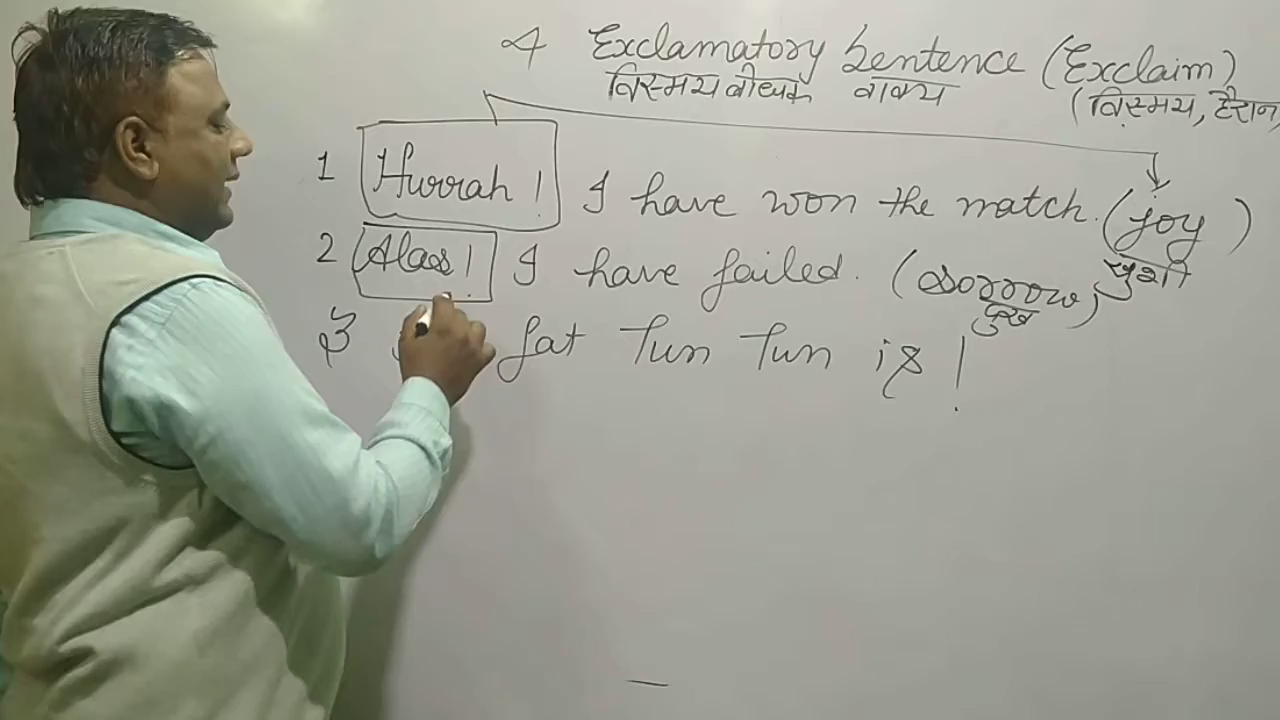 4 Exclamatory Sentence (Exclaim)
विस्मय बोधक वाक्य (विस्मय, हैरान
1 Hurrah ! I have won the match. (joy)
खुशी
2 Alas ! I have failed. (Sorrow)
दुख
3 fat Tun Tun is !